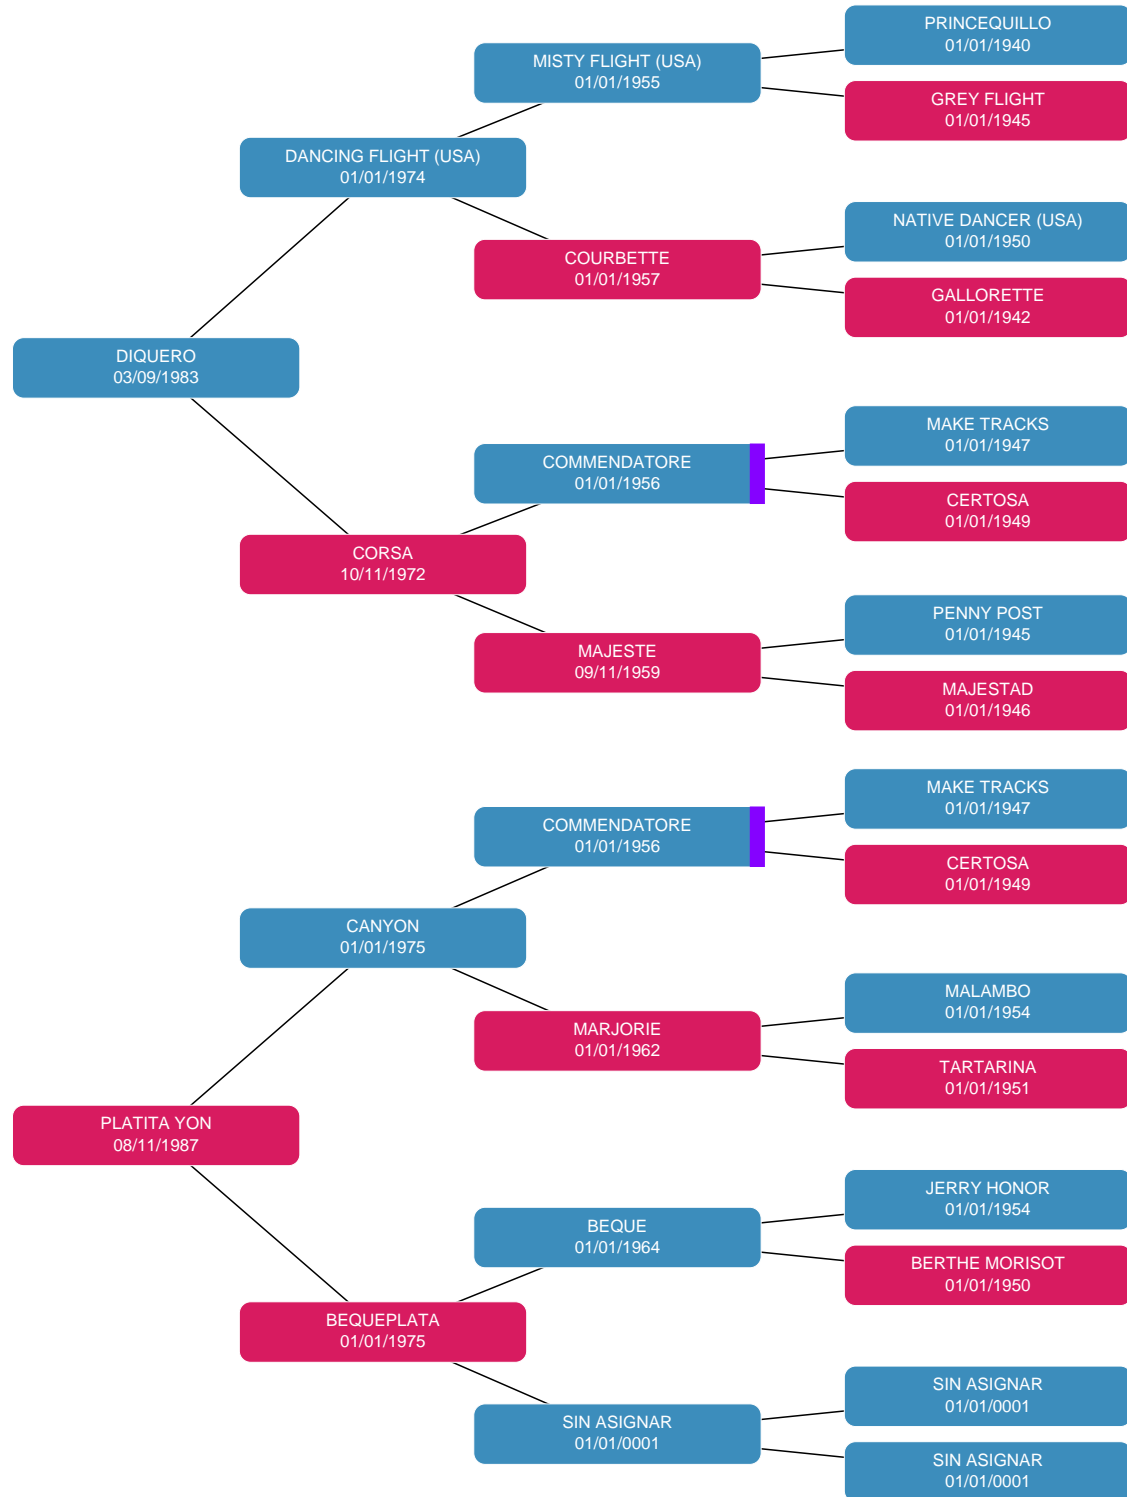 PRINCEQUILLO
01/01/1940
MISTY FLIGHT (USA)
01/01/1955
GREY FLIGHT
01/01/1945
DANCING FLIGHT (USA)
01/01/1974
NATIVE DANCER (USA)
01/01/1950
COURBETTE
01/01/1957
GALLORETTE
01/01/1942
DIQUERO
03/09/1983
MAKE TRACKS
01/01/1947
COMMENDATORE
01/01/1956
CERTOSA
01/01/1949
CORSA
10/11/1972
PENNY POST
01/01/1945
MAJESTE
09/11/1959
MAJESTAD
01/01/1946
MAKE TRACKS
01/01/1947
COMMENDATORE
01/01/1956
CERTOSA
01/01/1949
CANYON
01/01/1975
MALAMBO
01/01/1954
MARJORIE
01/01/1962
TARTARINA
01/01/1951
PLATITA YON
08/11/1987
JERRY HONOR
01/01/1954
BEQUE
01/01/1964
BERTHE MORISOT
01/01/1950
BEQUEPLATA
01/01/1975
SIN ASIGNAR
01/01/0001
SIN ASIGNAR
01/01/0001
SIN ASIGNAR
01/01/0001